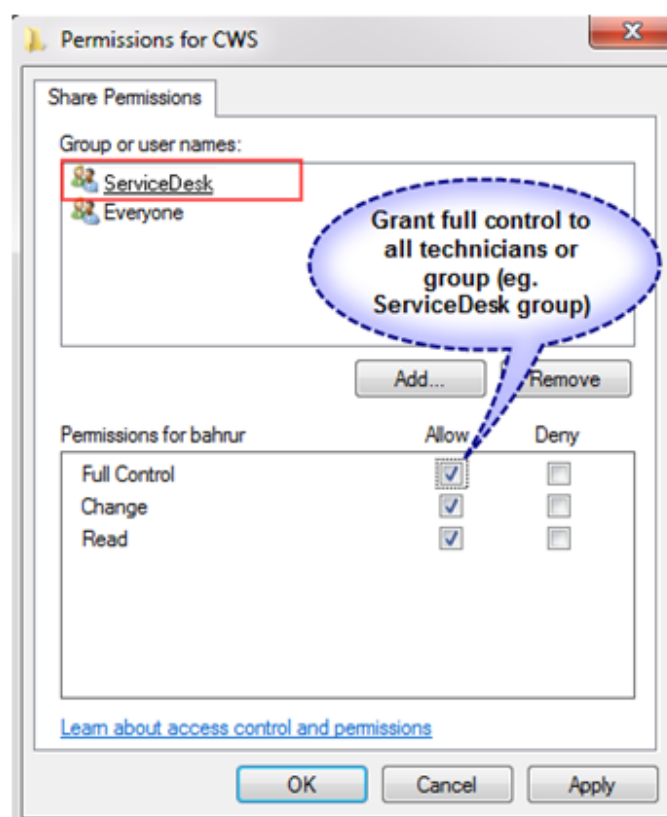 Permissions for CWS
Share Permissions
Group or user names:
ServiceDesk
Everyone
Grant full control to
all technicians or
group (eg.
ServiceDesk group)
Add...
Remove
Permissions for bahrur
Allow
Deny
Full Control
Change
Read
Learn about access control and permissions
OK
Cancel
Apply